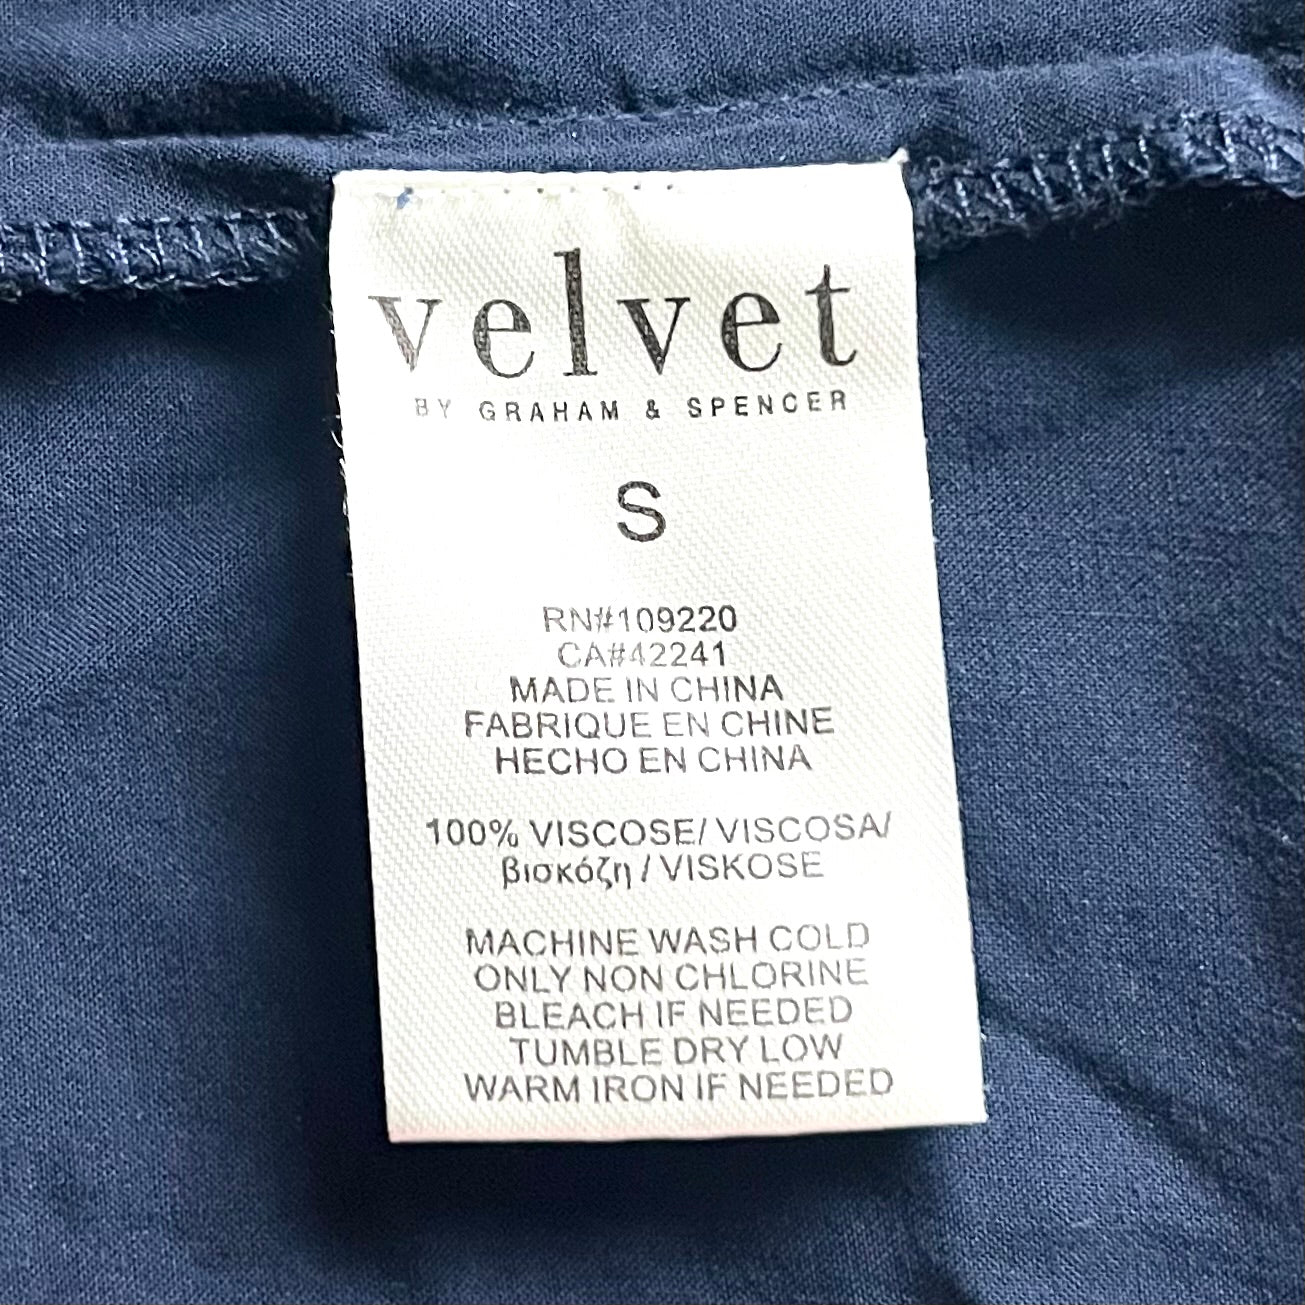 velvet
BY GRAHAM & SPENCER
S
RN#109220
CA#42241
MADE IN CHINA
FABRIQUE EN CHINE
HECHO EN CHINA
100% VISCOSE/ VISCOSA/
βισκόζη / VISKOSE
MACHINE WASH COLD
ONLY NON CHLORINE
BLEACH IF NEEDED
TUMBLE DRY LOW
WARM IRON IF NEEDED